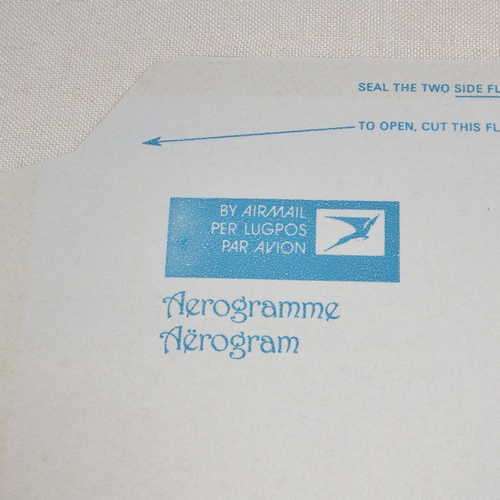 SEAL THE TWO SIDE
TO OPEN, CUT THIS
BY AIRMAIL
PER LUGPOS
PAR AVION
Aerogramme
Aërogram